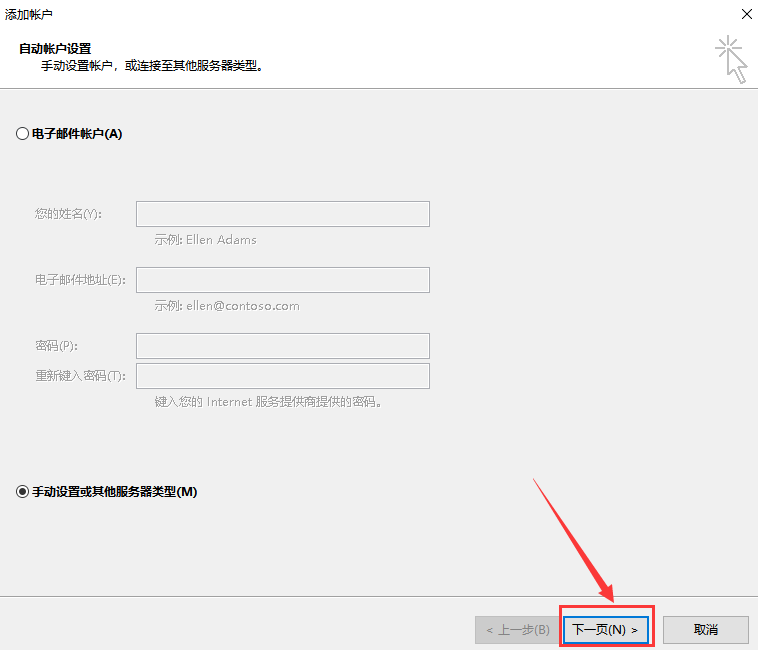 添加帐户
自动帐户设置
手动设置帐户，或连接至其他服务器类型。
电子邮件帐户(A)
您的姓名(Y):
示例: Ellen Adams
电子邮件地址(E):
示例: ellen@contoso.com
密码(P):
重新键入密码(T):
键入您的 Internet 服务提供商提供的密码。
手动设置或其他服务器类型(M)
< 上一步(B) 下一页(N) > 取消